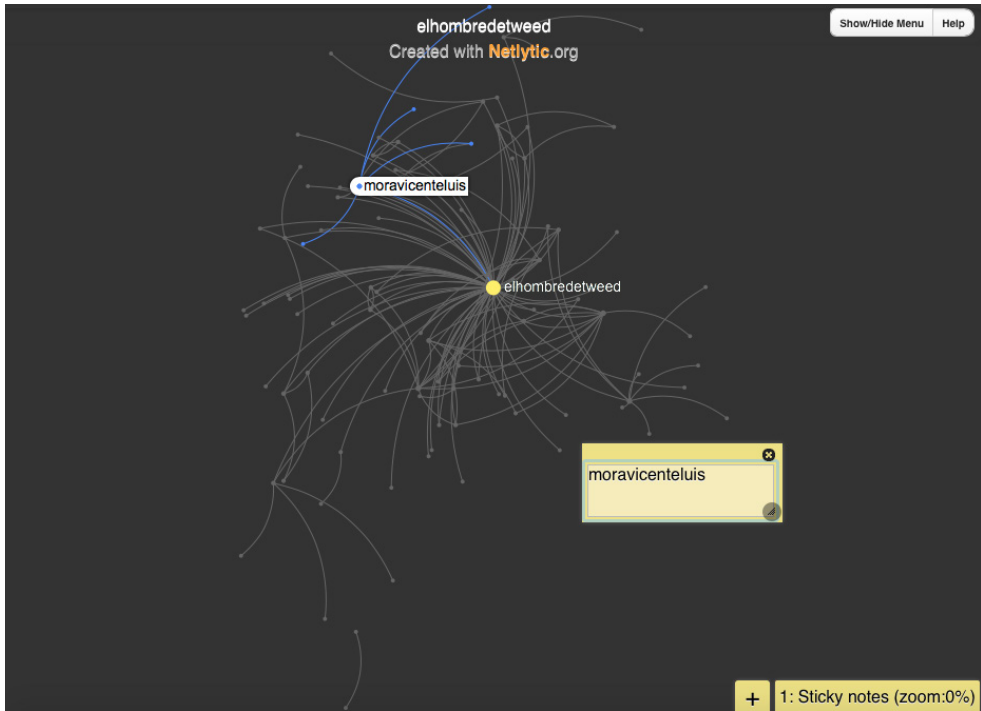 elhombredetweed
Created with Netlytic.org
Show/Hide Menu
Help
moravicenteluis
elhombredetweed
moravicenteluis
+
1: Sticky notes (zoom:0%)